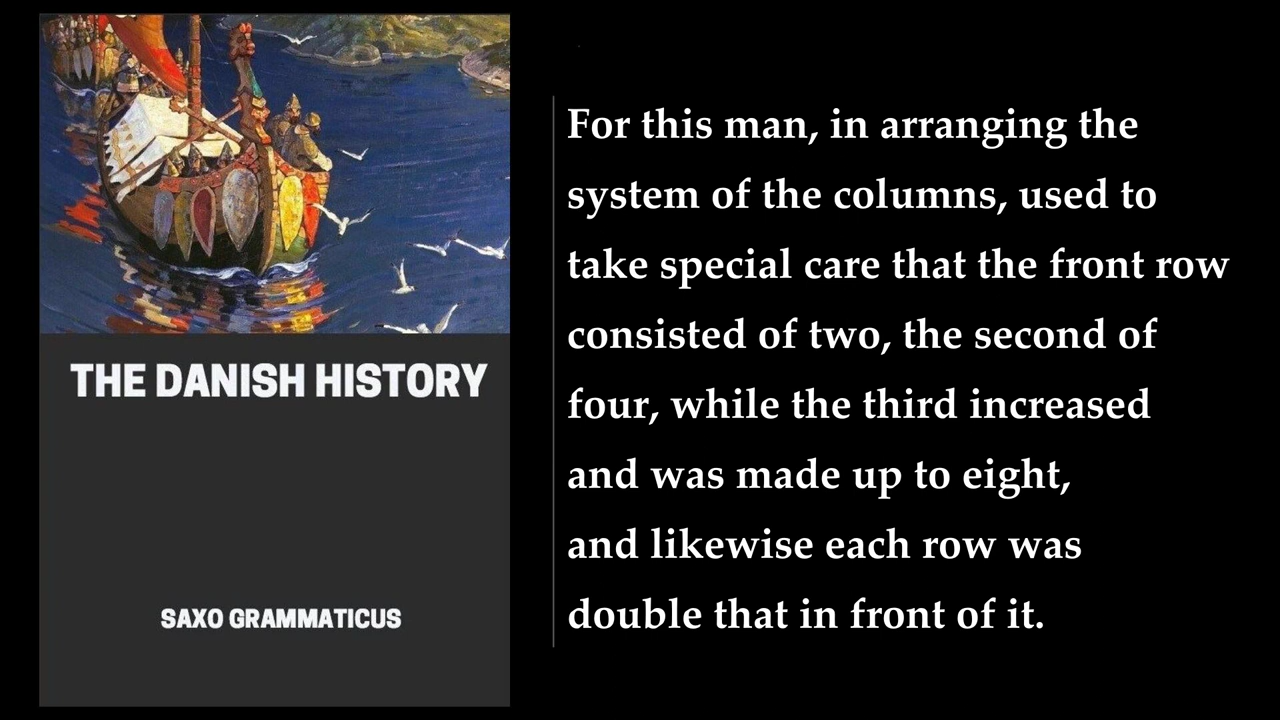 THE DANISH HISTORY
SAXO GRAMMATICUS
For this man, in arranging the
system of the columns, used to
take special care that the front row
consisted of two, the second of
four, while the third increased
and was made up to eight,
and likewise each row was
double that in front of it.